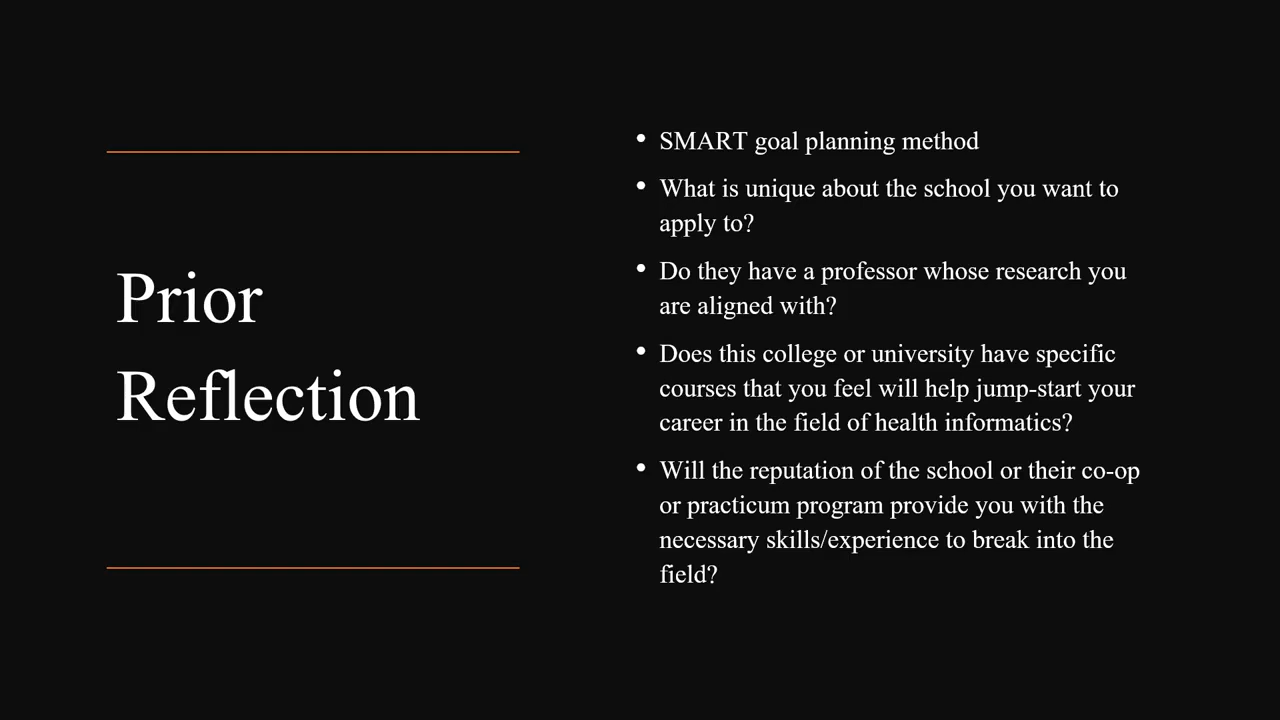 Prior
Reflection
• SMART goal planning method
• What is unique about the school you want to
apply to?
• Do they have a professor whose research you
are aligned with?
• Does this college or university have specific
courses that you feel will help jump-start your
career in the field of health informatics?
• Will the reputation of the school or their co-op
or practicum program provide you with the
necessary skills/experience to break into the
field?